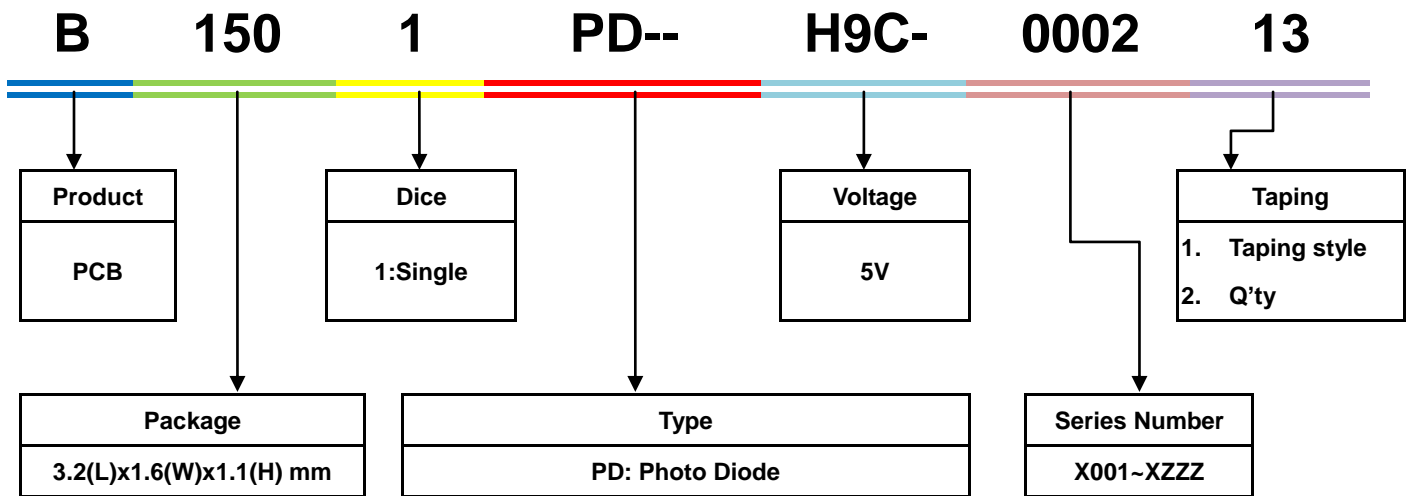 B 150 1 PD-- H9C- 0002 13
Product
PCB
Dice
1:Single
Voltage
5V
Taping
1. Taping style
2. Q’ty
Package
3.2(L)x1.6(W)x1.1(H) mm
Type
PD: Photo Diode
Series Number
X001~XZZZ